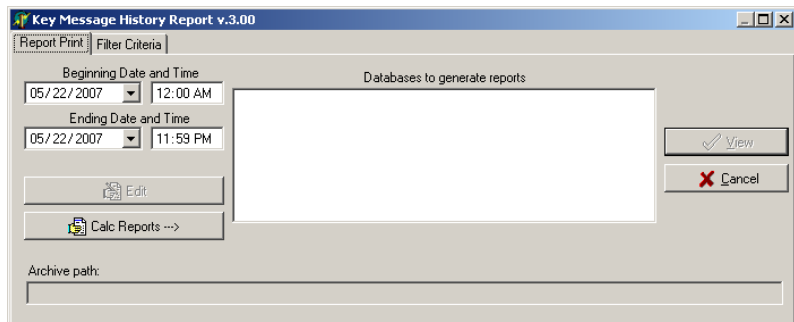 Key Message History Report v.3.00
Report Print Filter Criteria
Beginning Date and Time
05/22/2007 12:00 AM
Ending Date and Time
05/22/2007 11:59 PM
Edit
Calc Reports --->
Databases to generate reports
View
Cancel
Archive path: